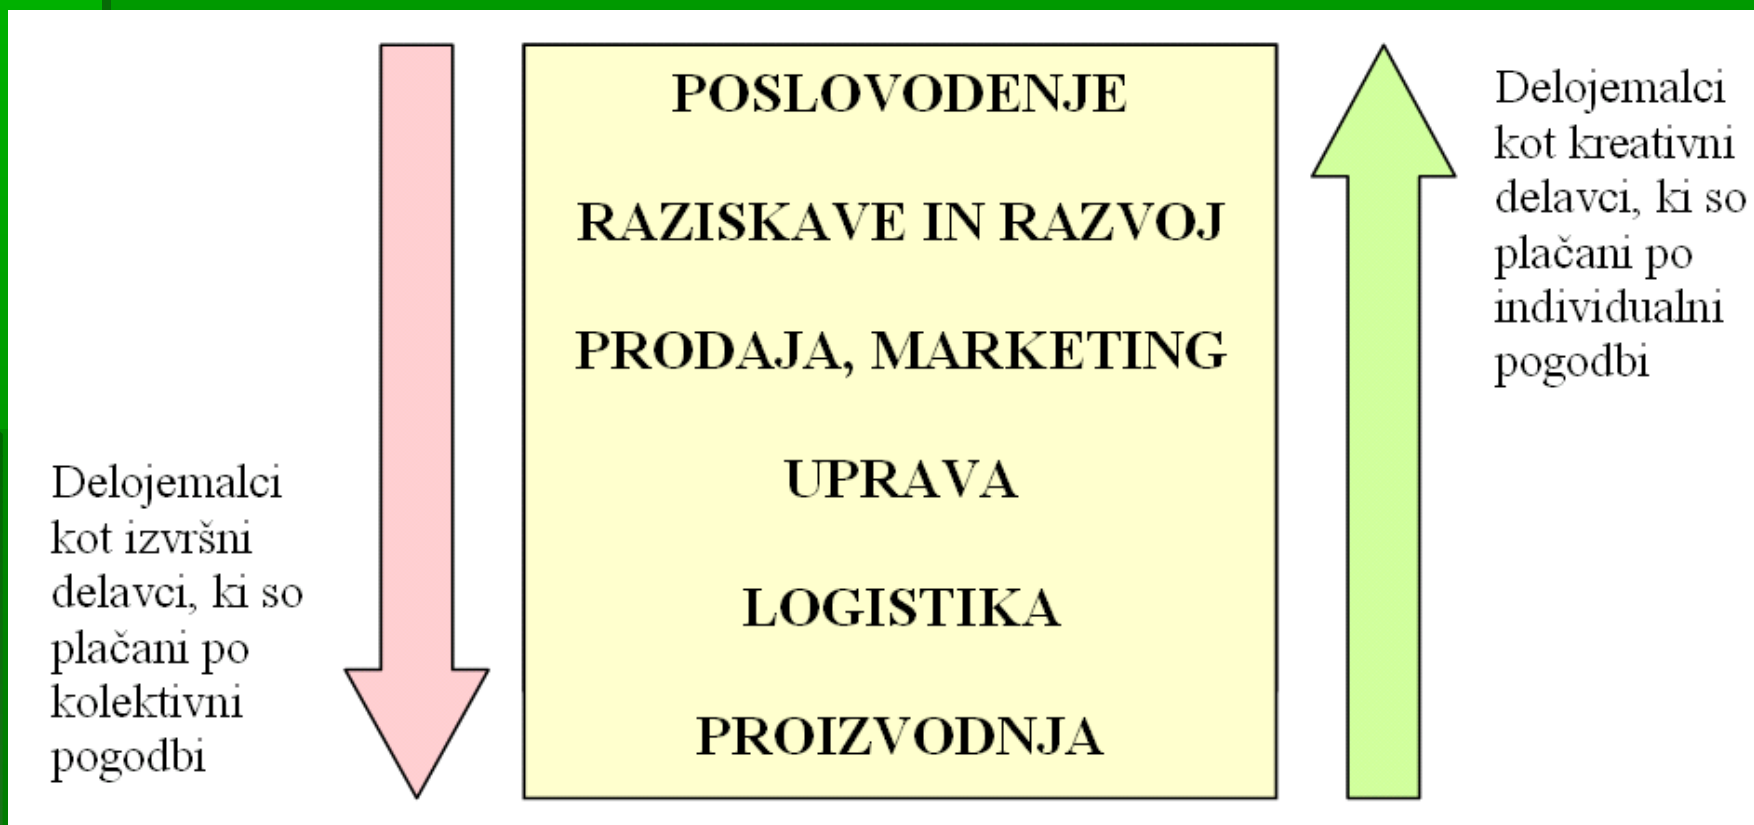 POSLOVODENJE
RAZISKAVE IN RAZVOJ
PRODAJA, MARKETING
UPRAVA
LOGISTIKA
PROIZVODNJA
Delojemalci
kot izvršni
delavci, ki so
plačani po
kolektivni
pogodbi
Delojemalci
kot kreativni
delavci, ki so
plačani po
individualni
pogodbi